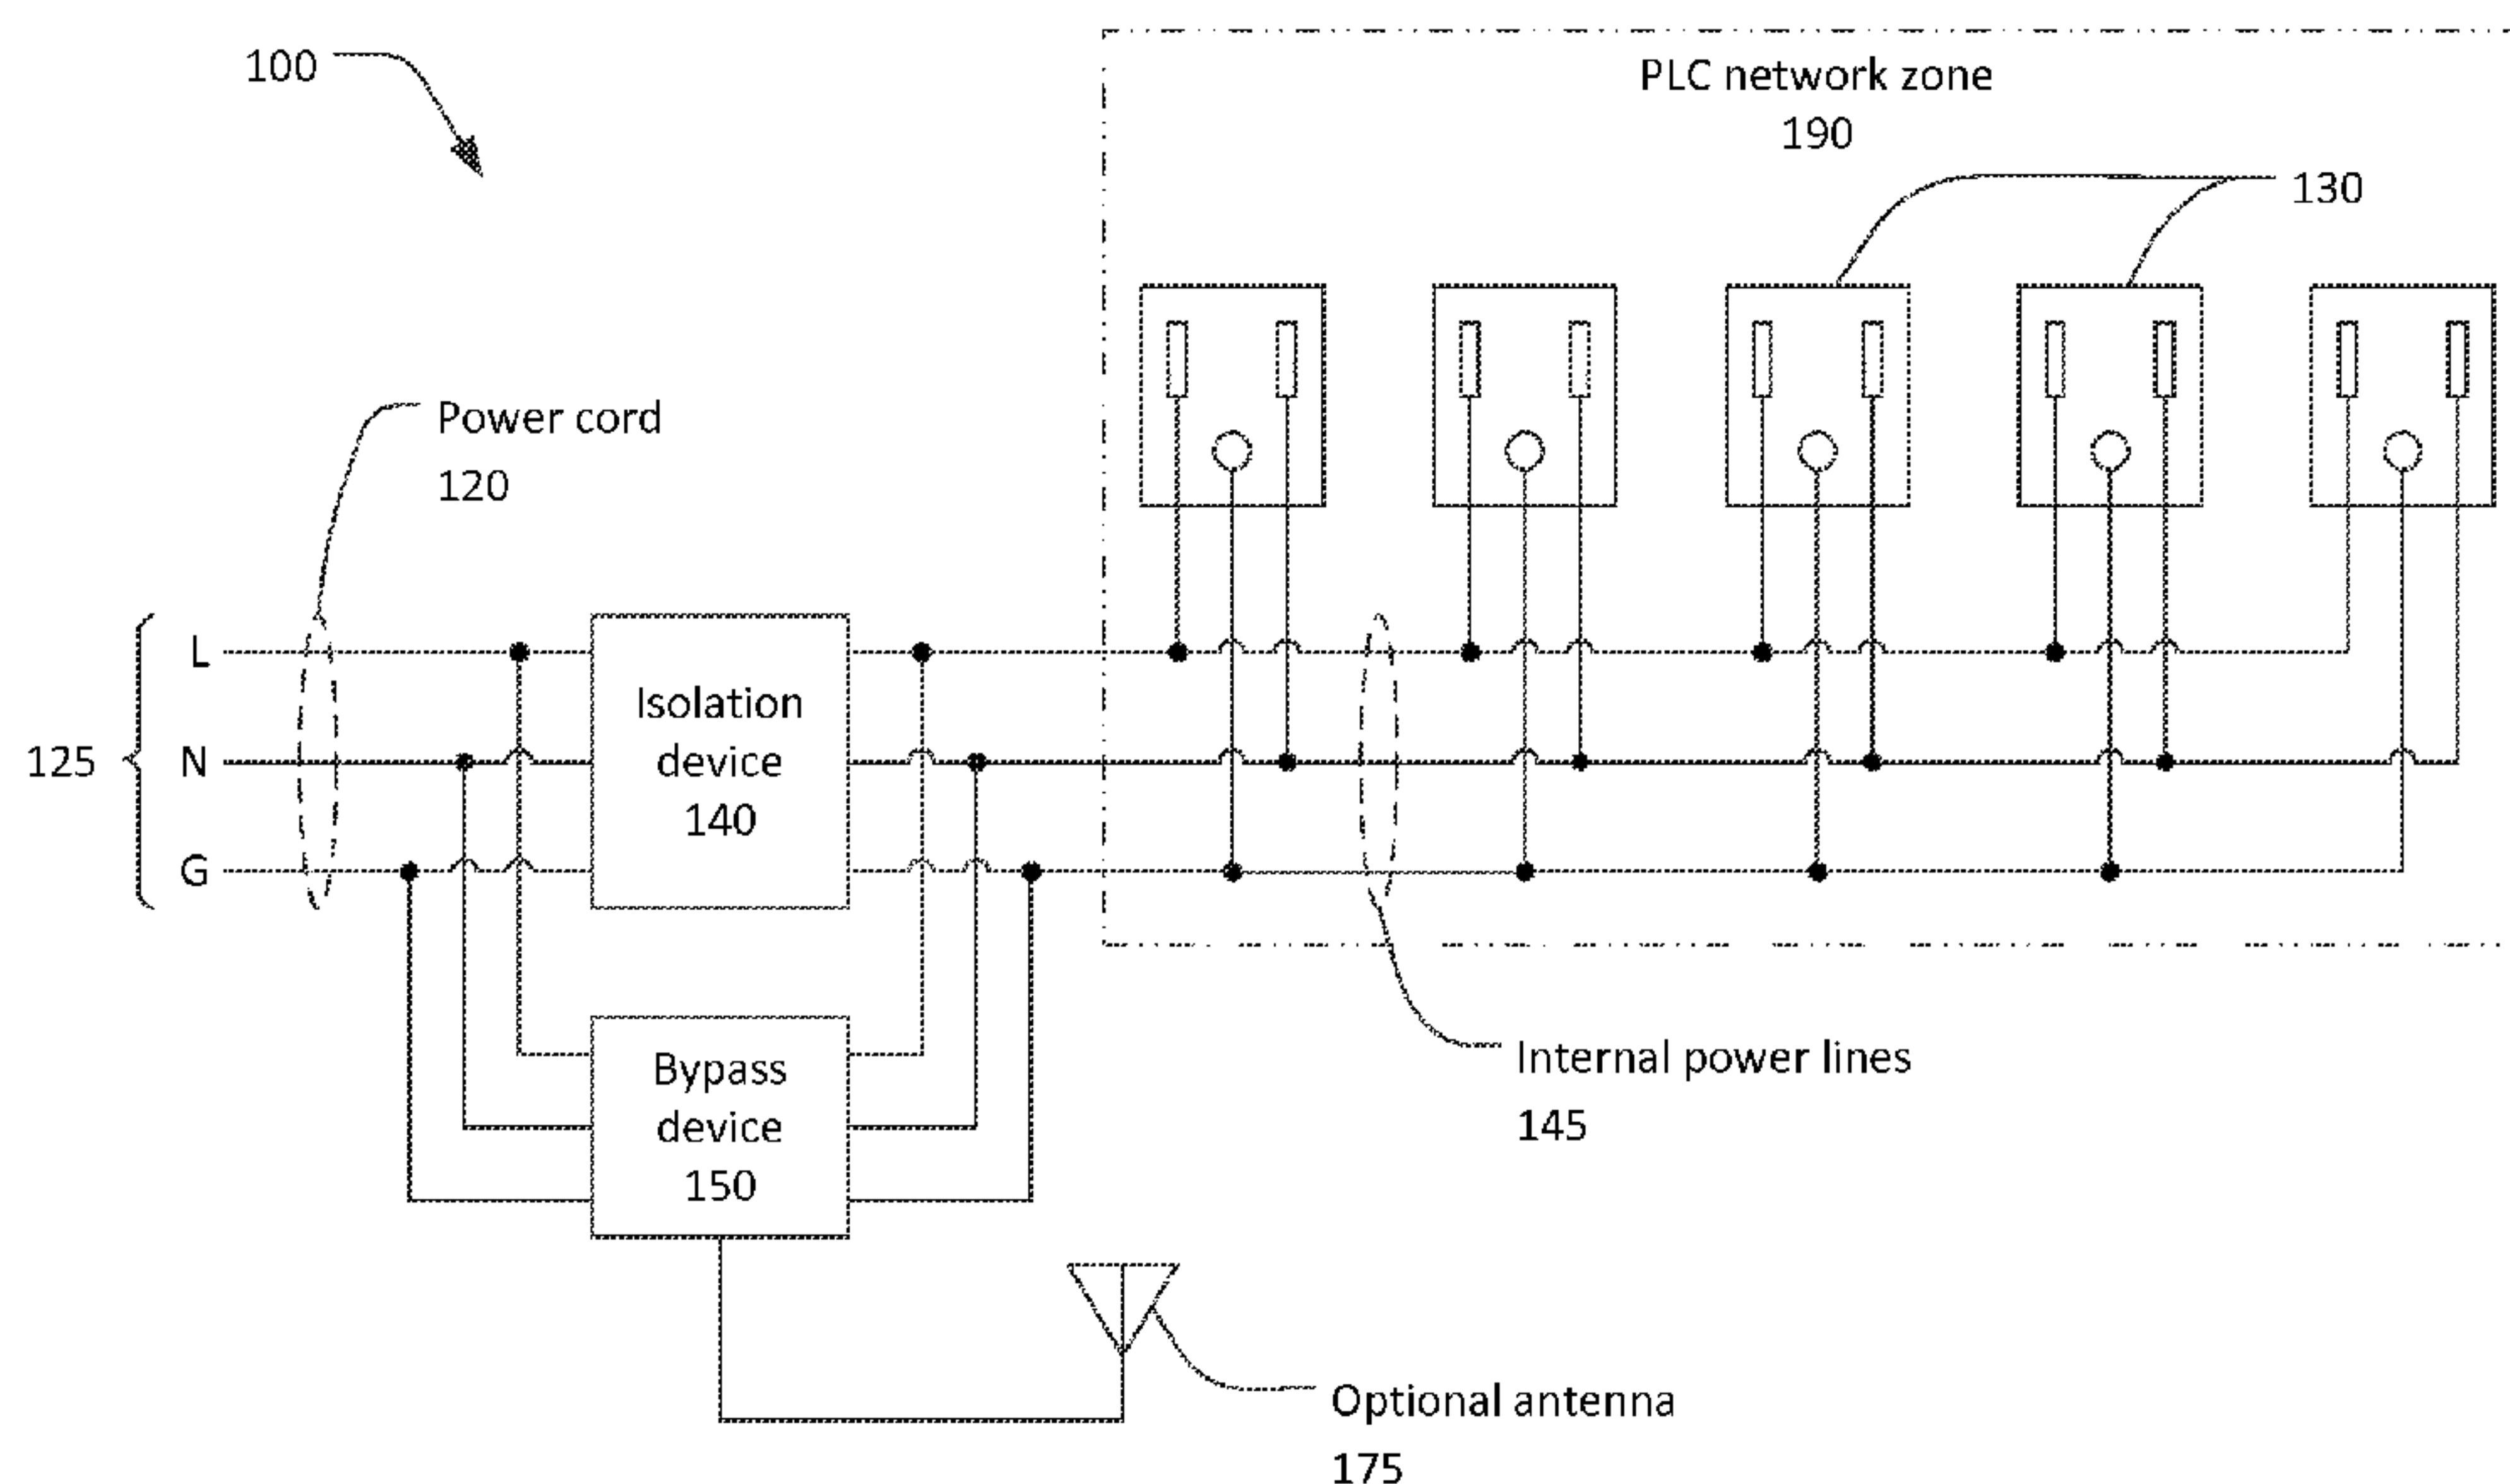 100
PLC network zone
190
130
Power cord
120
125
L
N
G
Isolation
device
140
Bypass
device
150
Internal power lines
145
Optional antenna
175